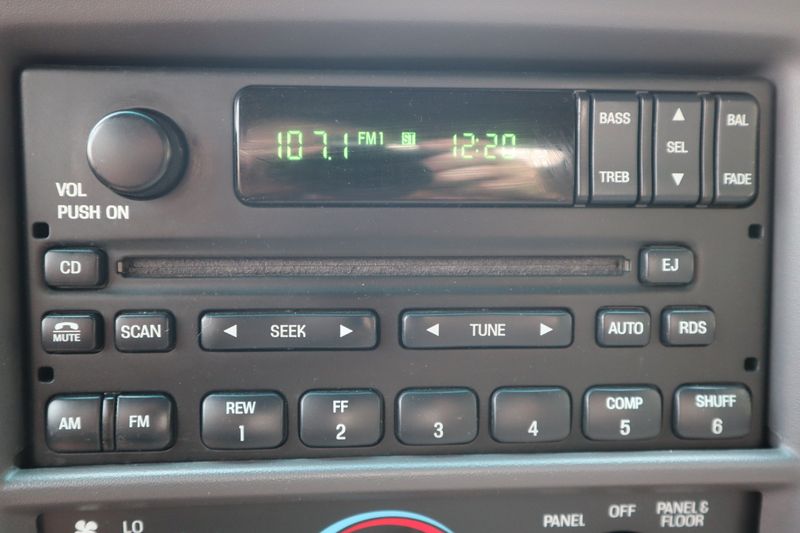 107.1 FM1 ST 12:20
BASS
TREB
▲
SEL
▼
BAL
FADE
VOL
PUSH ON
CD
EJ
MUTE
SCAN
◄ SEEK ►
◄ TUNE ►
AUTO
RDS
AM
FM
REW
1
FF
2
3
4
COMP
5
SHUFF
6
LO
PANEL
OFF
PANEL &
FLOOR